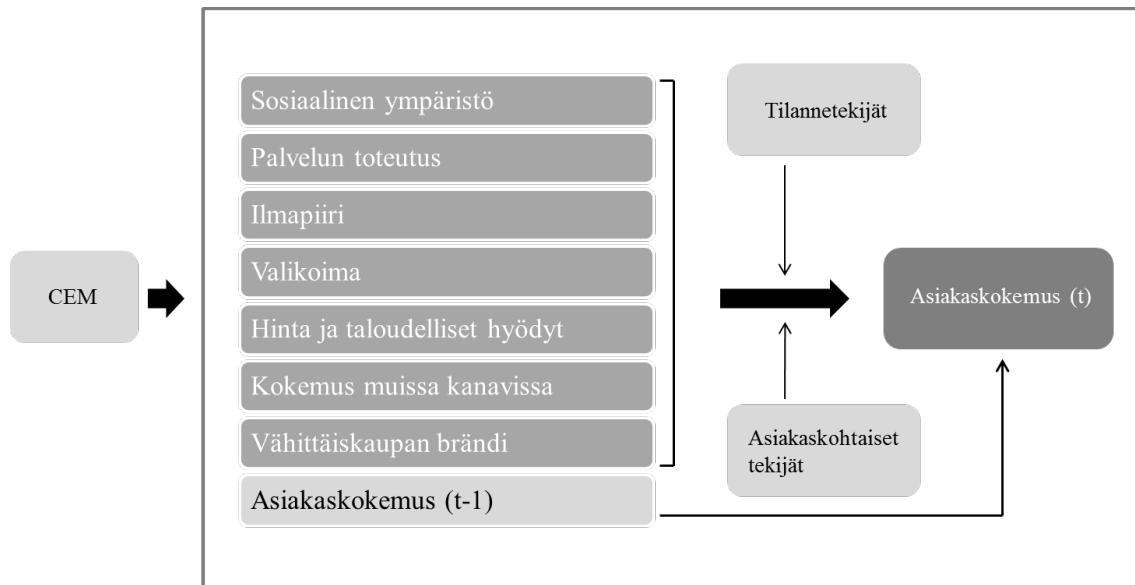 CEM
Sosiaalinen ympäristö
Palvelun toteutus
Ilmapiiri
Valikoima
Hinta ja taloudelliset hyödyt
Kokemus muissa kanavissa
Vähittäiskaupan brändi
Asiakaskokemus (t-1)
Tilannetekijät
Asiakaskohtaiset
tekijät
Asiakaskokemus (t)